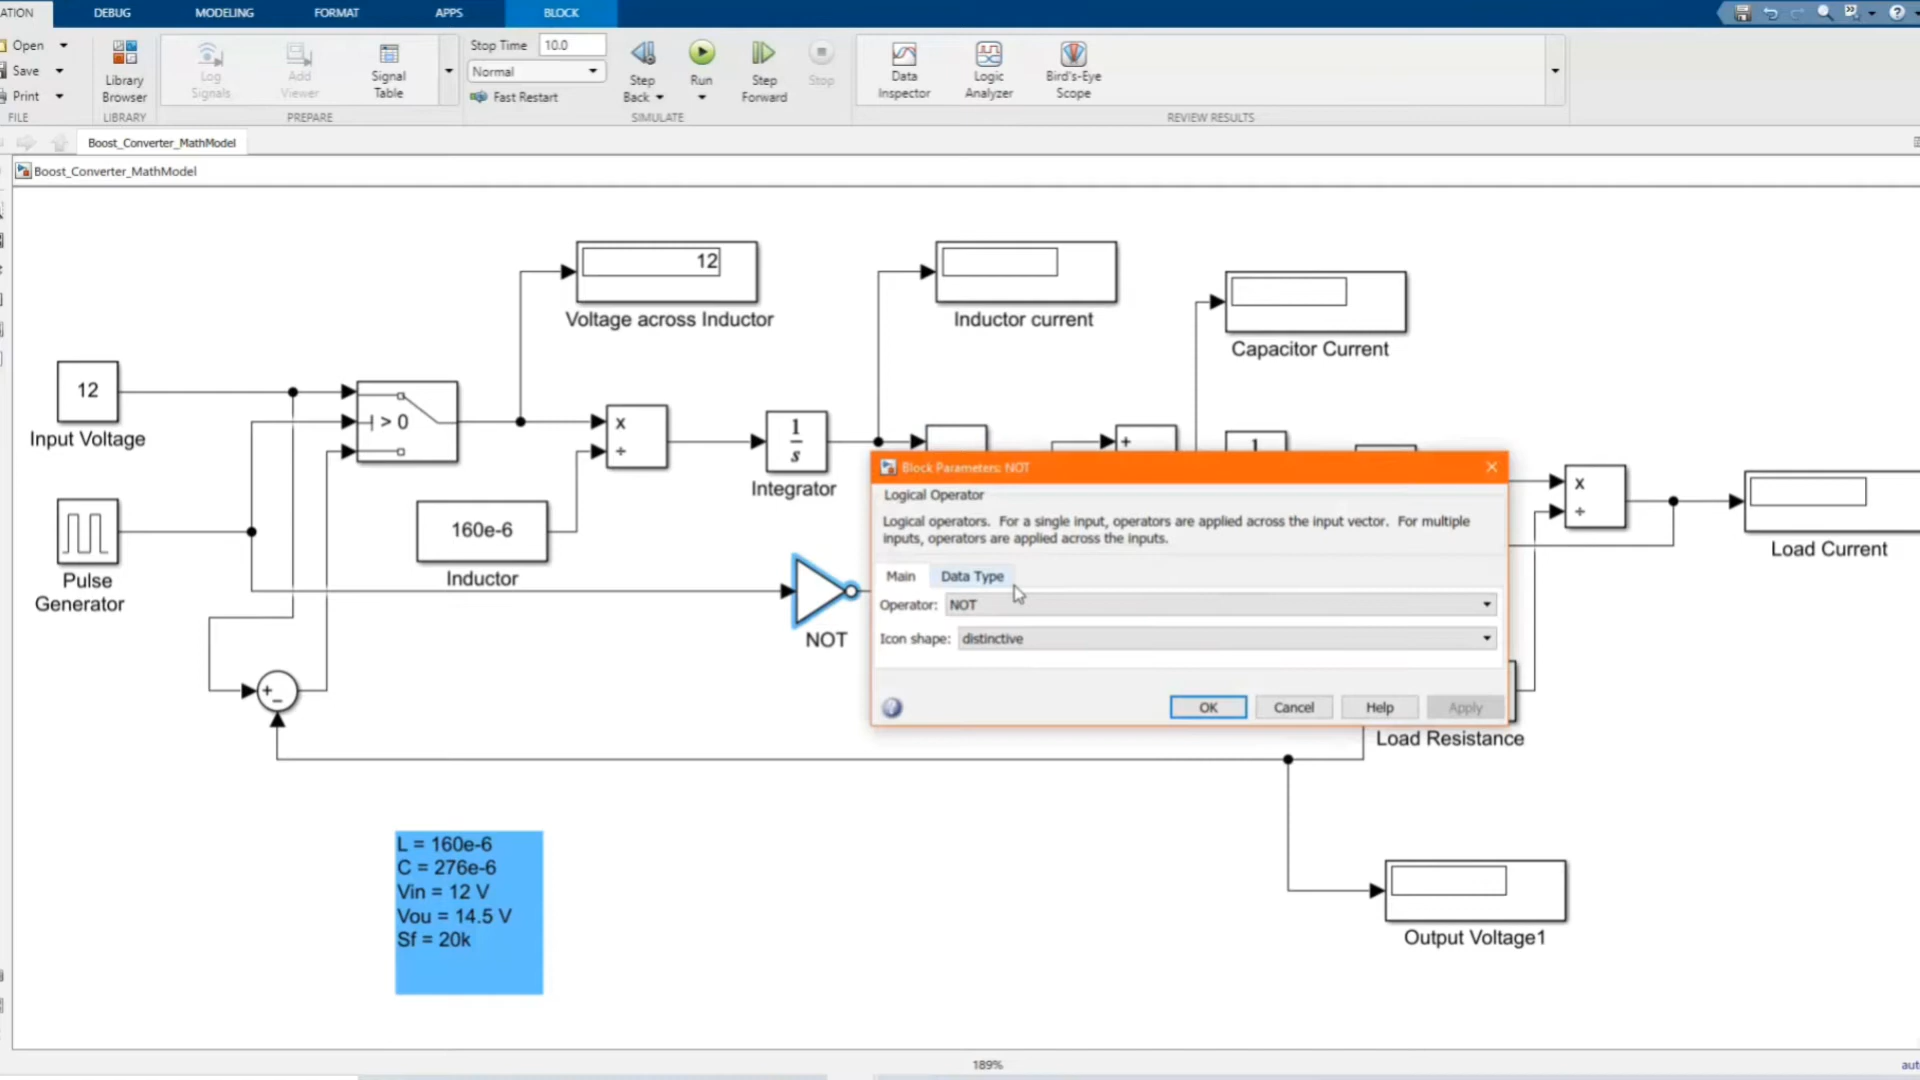 ATION DEBUG MODELING FORMAT APPS BLOCK
Open
Save
Print
FILE
Library
Browser
LIBRARY
Log
Signals
Add
Viewer
Signal
Table
PREPARE
Stop Time 10.0
Normal
Fast Restart
Step
Back
Run
Step
Forward
Stop
SIMULATE
Data
Inspector
Logic
Analyzer
Bird's-Eye
Scope
REVIEW RESULTS
Boost_Converter_MathModel
Boost_Converter_MathModel
12
Voltage across Inductor
Inductor current
Capacitor Current
12
Input Voltage
> 0
x
÷
1
s
Integrator
+
1
Pulse
Generator
160e-6
Inductor
NOT
Block Parameters: NOT
Logical Operator
Logical operators. For a single input, operators are applied across the input vector. For multiple
inputs, operators are applied across the inputs.
Main Data Type
Operator: NOT
Icon shape: distinctive
OK Cancel Help Apply
x
÷
Load Current
Load Resistance
+
−
Output Voltage1
L = 160e-6
C = 276e-6
Vin = 12 V
Vou = 14.5 V
Sf = 20k
189%
aut